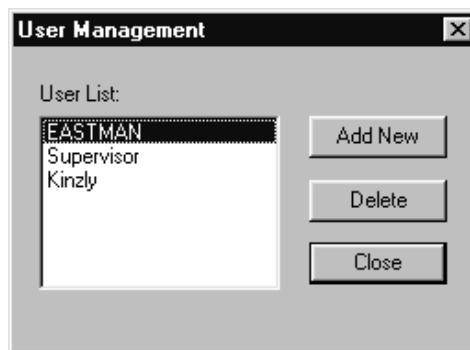 User Management
User List:
EASTMAN
Supervisor
Kinzly
Add New
Delete
Close